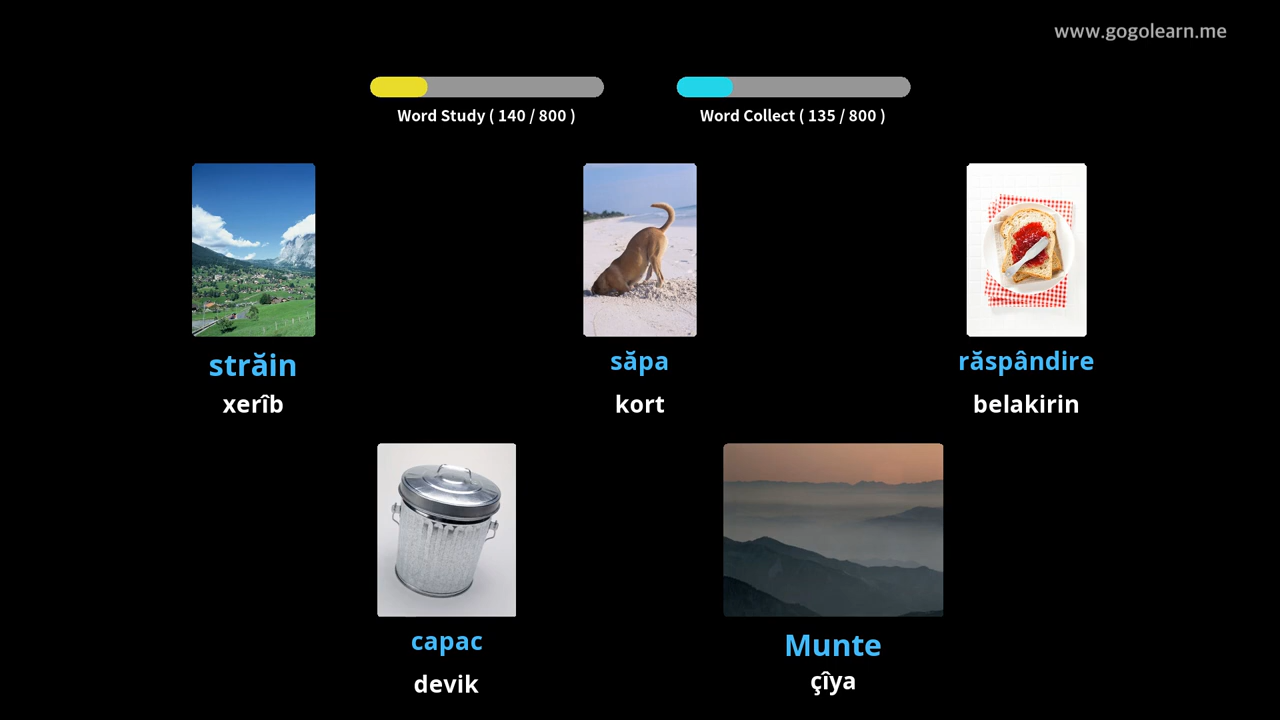 www.gogolearn.me
Word Study ( 140 / 800 )
Word Collect ( 135 / 800 )
străin
săpa
răspândire
xerîb
kort
belakirin
capac
Munte
devik
çîya